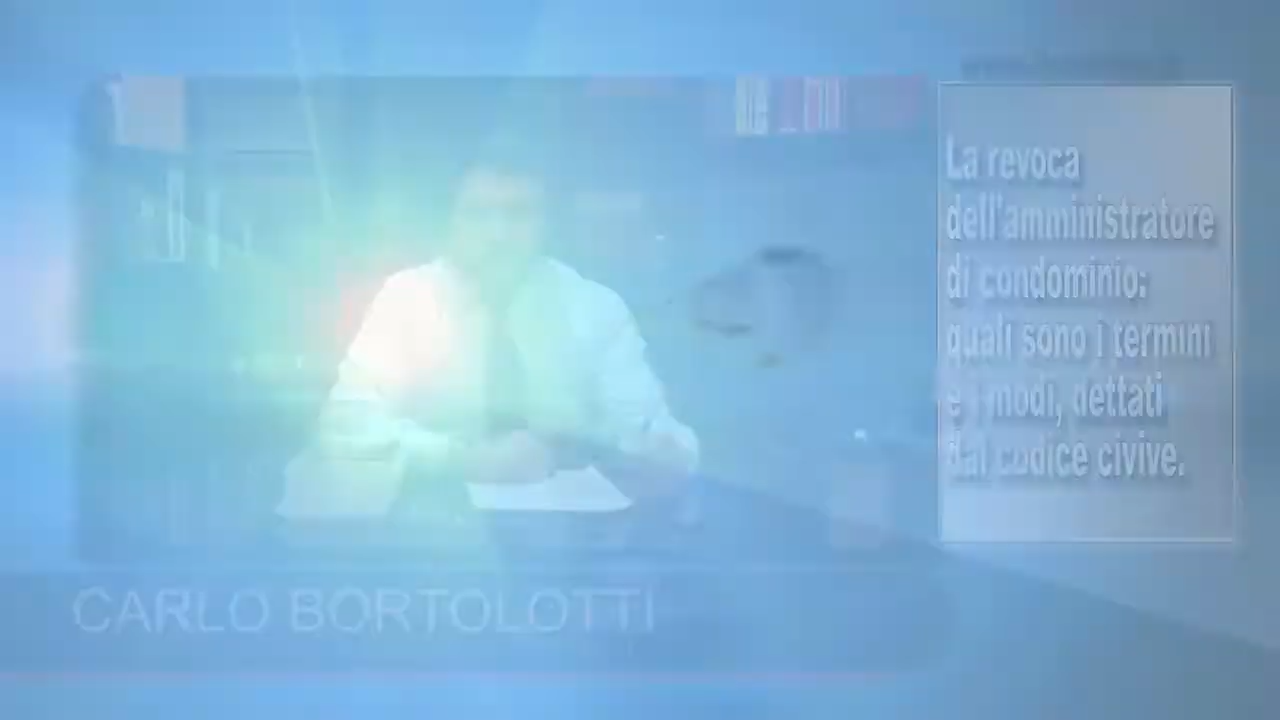 La revoca
dell'amministratore
di condominio:
quali sono i termini
e i modi, dettati
dal codice civive.
CARLO BORTOLOTTI